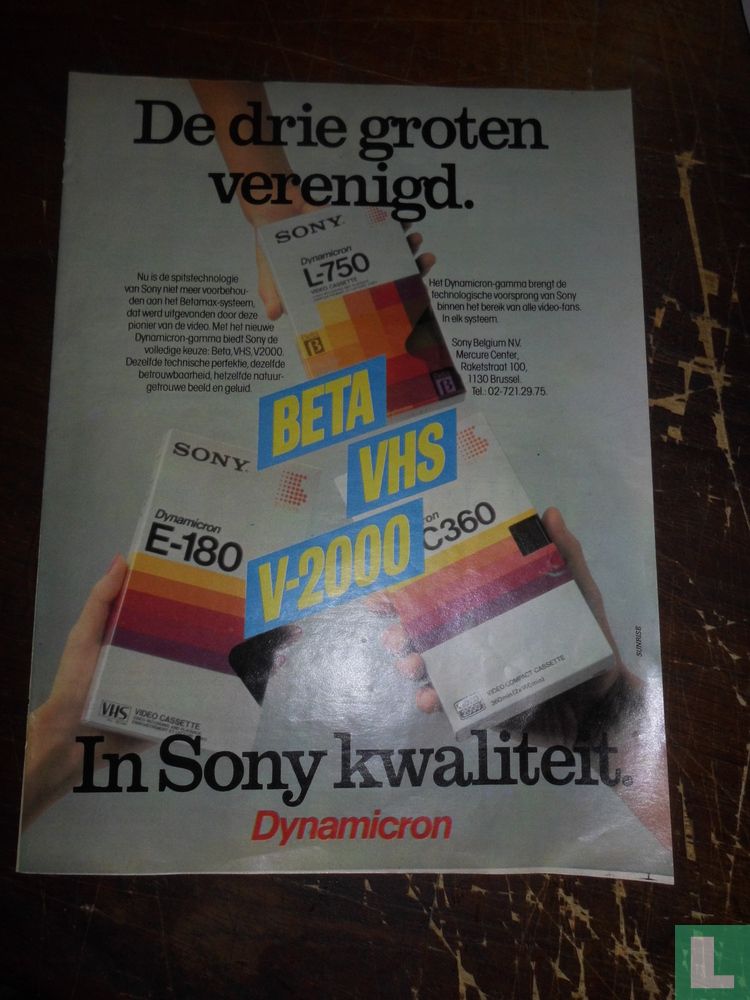 De drie groten
verenigd.
SONY
Dynamicron
L-750
VIDEO CASSETTE
Nu is de spitstechnologie
van Sony niet meer voorbehou-
den aan het Betamax-systeem,
dat werd uitgevonden door deze
pionier van de video. Met het nieuwe
Dynamicron-gamma biedt Sony de
volledige keuze: Beta, VHS, V2000.
Dezelfde technische perfektie, dezelfde
betrouwbaarheid, hetzelfde natuur-
getrouwe beeld en geluid.
Het Dynamicron-gamma brengt de
technologische voorsprong van Sony
binnen het bereik van alle video-fans.
In elk systeem.
Sony Belgium N.V.
Mercure Center,
Raketstraat 100,
1130 Brussel.
Tel.: 02-721.29.75.
BETA
VHS
V-2000
SONY
Dynamicron
E-180
VHS
VIDEO CASSETTE
ron
C360
VIDEO COMPACT CASSETTE
SUNRISE
In Sony kwaliteit.
Dynamicron
L